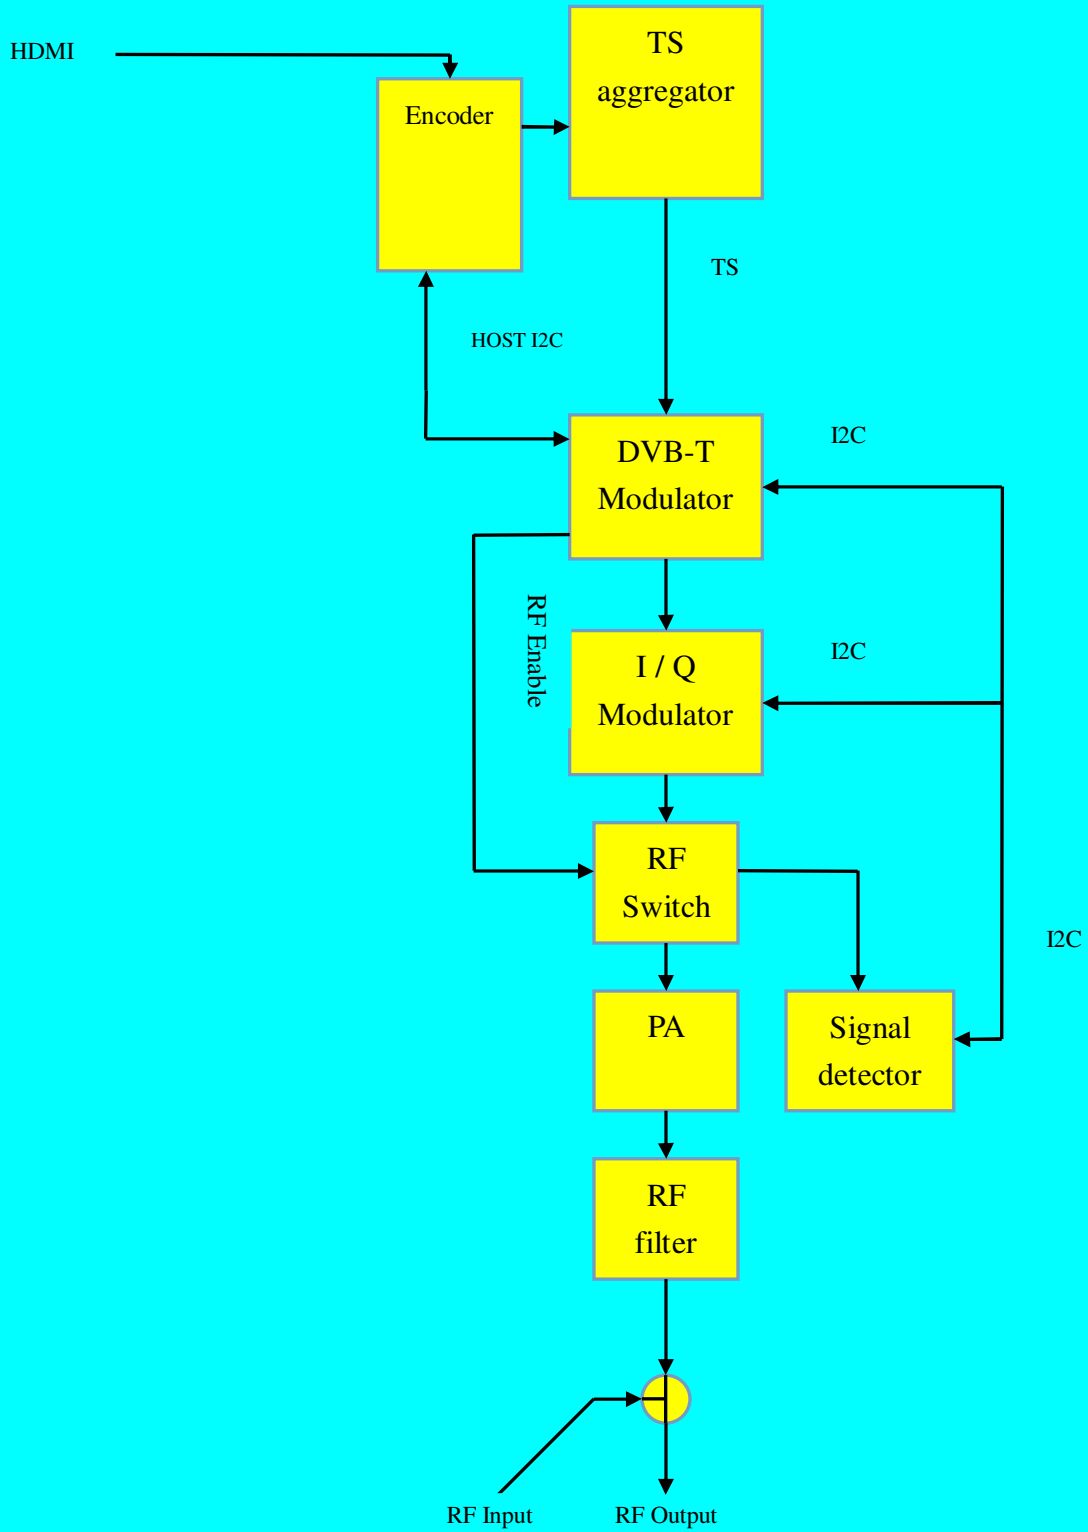 HDMI
TS
aggregator
Encoder
TS
HOST I2C
DVB-T
Modulator
I2C
RF Enable
I / Q
Modulator
I2C
RF
Switch
I2C
PA
Signal
detector
RF
filter
RF Input
RF Output